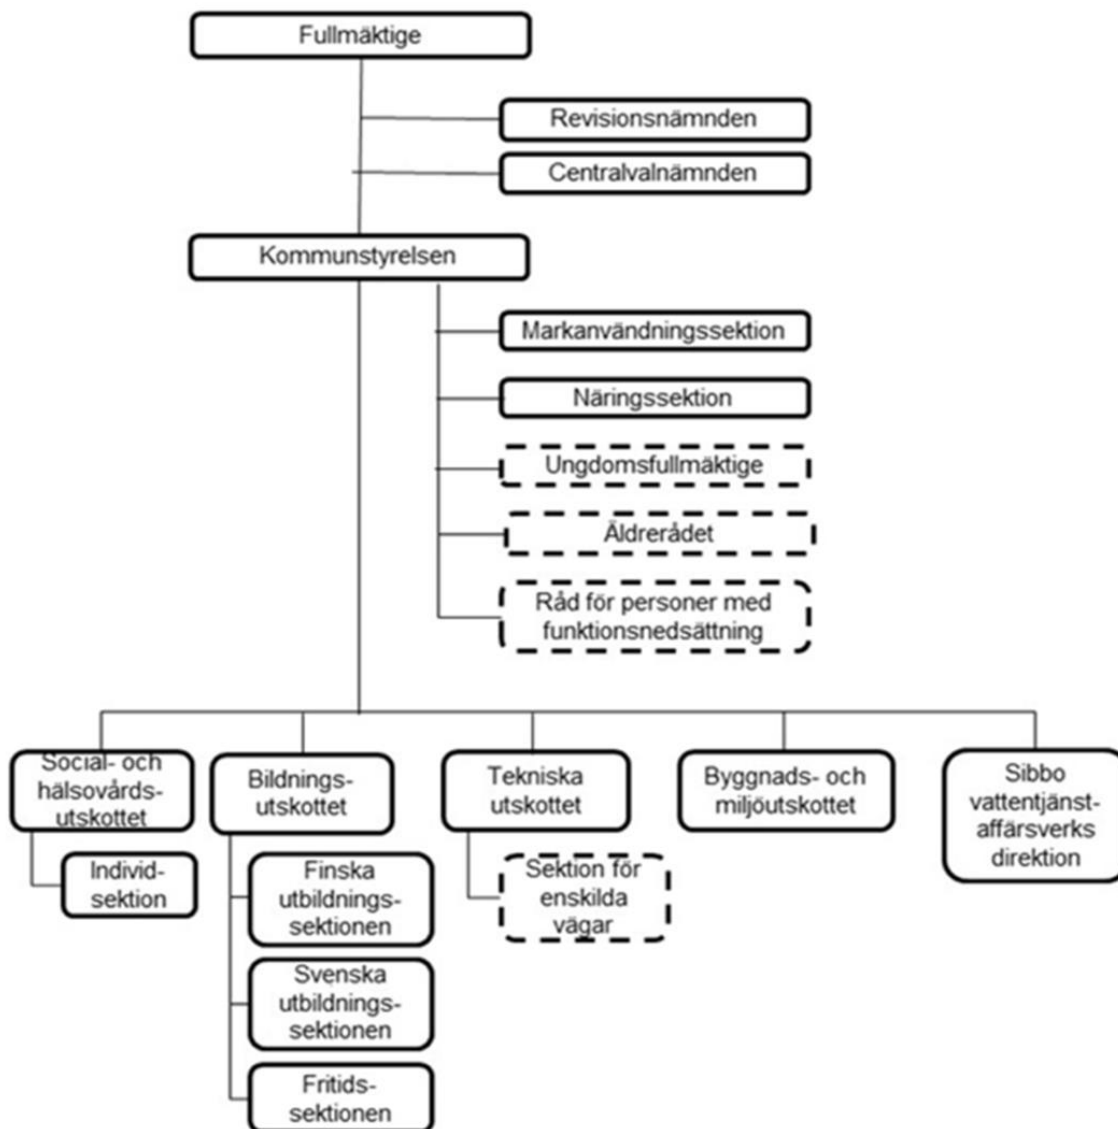 Fullmäktige
Revisionsnämnden
Centralvalnämnden
Kommunstyrelsen
Markanvändningssektion
Näringssektion
Ungdomsfullmäktige
Äldrerådet
Råd för personer med
funktionsnedsättning
Social- och
hälsovårds-
utskottet
Individ-
sektion
Bildnings-
utskottet
Finska
utbildnings-
sektionen
Svenska
utbildnings-
sektionen
Fritids-
sektionen
Tekniska
utskottet
Sektion för
enskilda
vägar
Byggnads- och
miljöutskottet
Sibbo
vattentjänst-
affärsverks
direktion